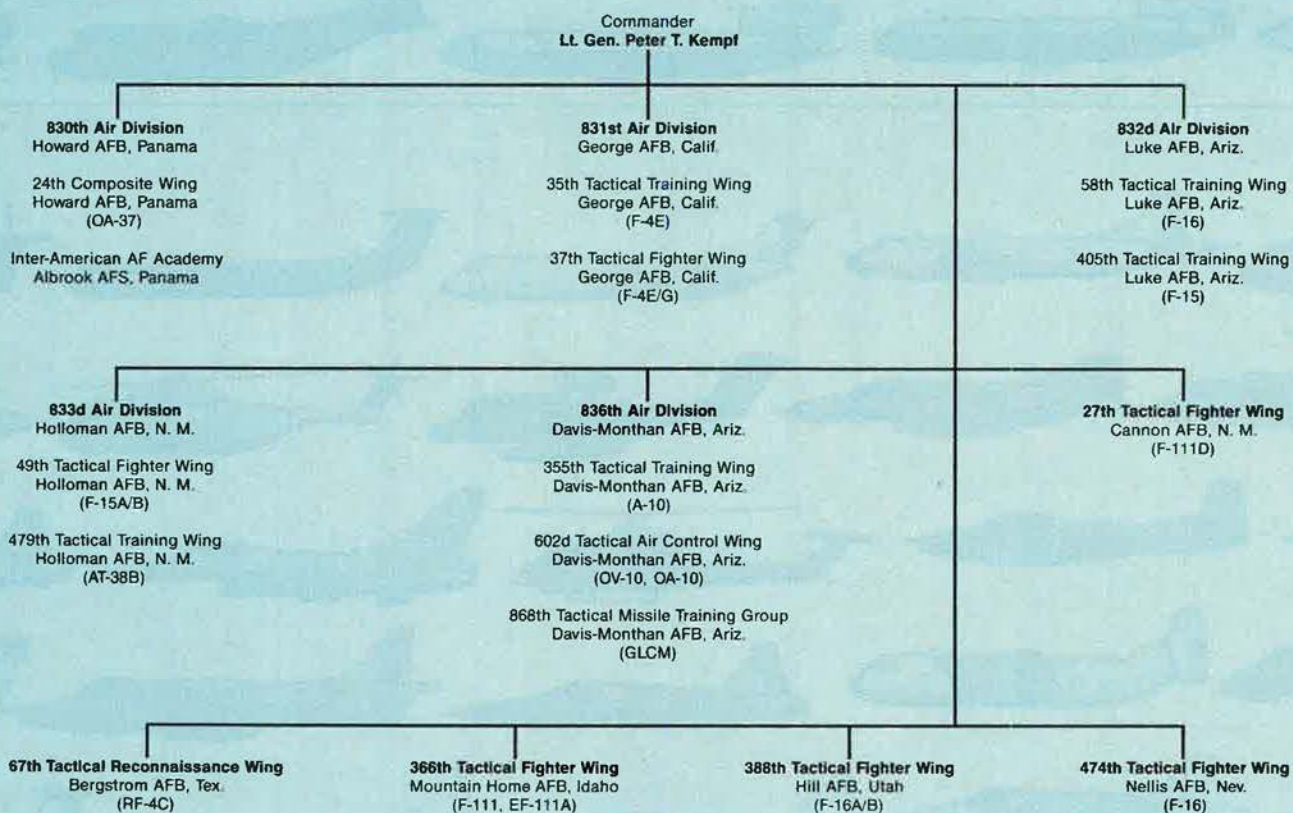 Commander
Lt. Gen. Peter T. Kempf
830th Air Division
Howard AFB, Panama
24th Composite Wing
Howard AFB, Panama
(OA-37)
Inter-American AF Academy
Albrook AFS, Panama
831st Air Division
George AFB, Calif.
35th Tactical Training Wing
George AFB, Calif.
(F-4E)
37th Tactical Fighter Wing
George AFB, Calif.
(F-4E/G)
832d Air Division
Luke AFB, Ariz.
58th Tactical Training Wing
Luke AFB, Ariz.
(F-16)
405th Tactical Training Wing
Luke AFB, Ariz.
(F-15)
833d Air Division
Holloman AFB, N. M.
49th Tactical Fighter Wing
Holloman AFB, N. M.
(F-15A/B)
479th Tactical Training Wing
Holloman AFB, N. M.
(AT-38B)
836th Air Division
Davis-Monthan AFB, Ariz.
355th Tactical Training Wing
Davis-Monthan AFB, Ariz.
(A-10)
602d Tactical Air Control Wing
Davis-Monthan AFB, Ariz.
(OV-10, OA-10)
868th Tactical Missile Training Group
Davis-Monthan AFB, Ariz.
(GLCM)
27th Tactical Fighter Wing
Cannon AFB, N. M.
(F-111D)
67th Tactical Reconnaissance Wing
Bergstrom AFB, Tex.
(RF-4C)
366th Tactical Fighter Wing
Mountain Home AFB, Idaho
(F-111, EF-111A)
388th Tactical Fighter Wing
Hill AFB, Utah
(F-16A/B)
474th Tactical Fighter Wing
Nellis AFB, Nev.
(F-16)